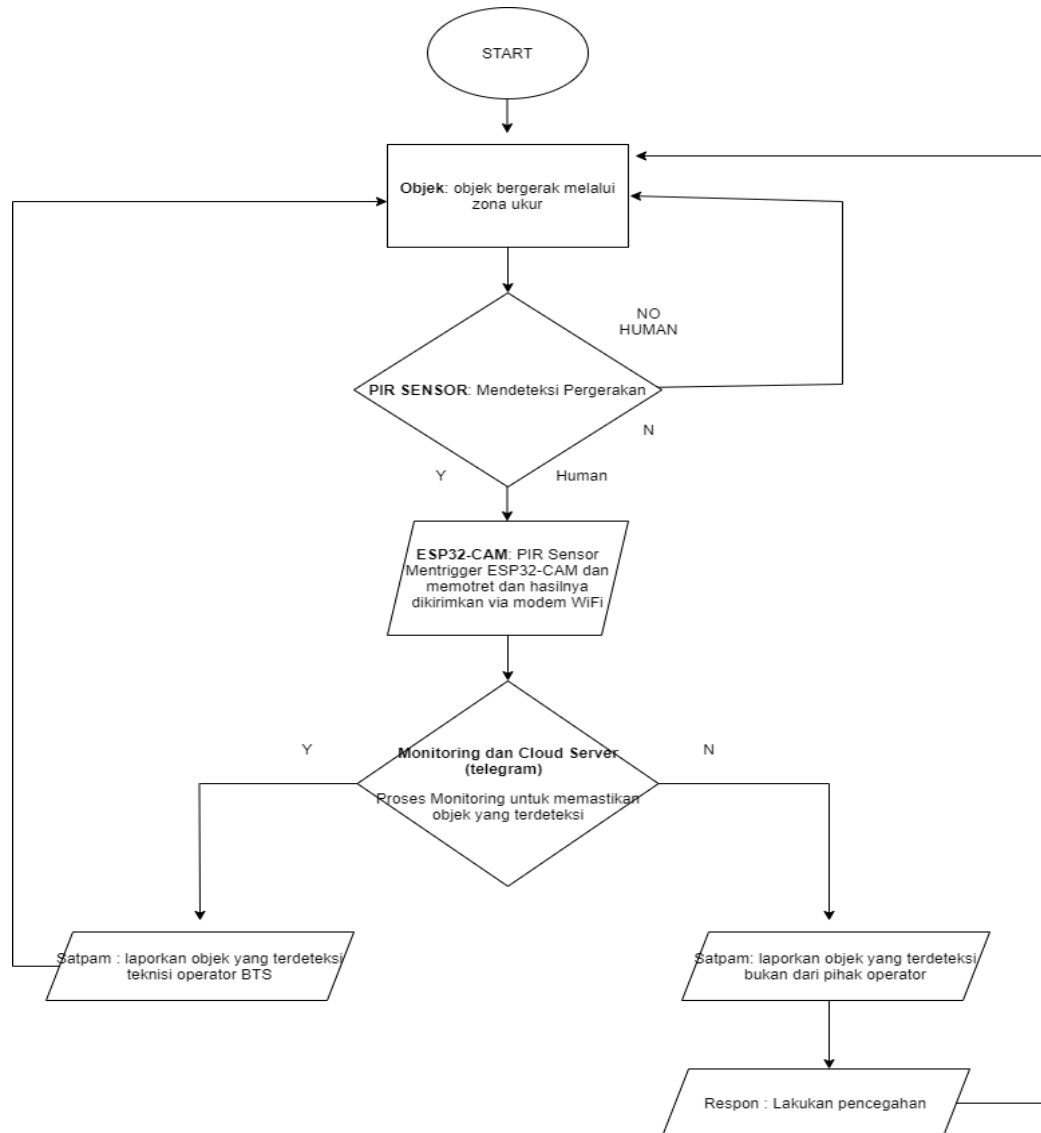 START
Objek: objek bergerak melalui
zona ukur
NO
HUMAN
PIR SENSOR: Mendeteksi Pergerakan
N
Y
Human
ESP32-CAM: PIR Sensor
Mentrigger ESP32-CAM dan
memotret dan hasilnya
dikirimkan via modem WiFi
Y
N
Monitoring dan Cloud Server
(telegram)
Proses Monitoring untuk memastikan
objek yang terdeteksi
Satpam : laporkan objek yang terdeteksi
teknisi operator BTS
Satpam: laporkan objek yang terdeteksi
bukan dari pihak operator
Respon : Lakukan pencegahan